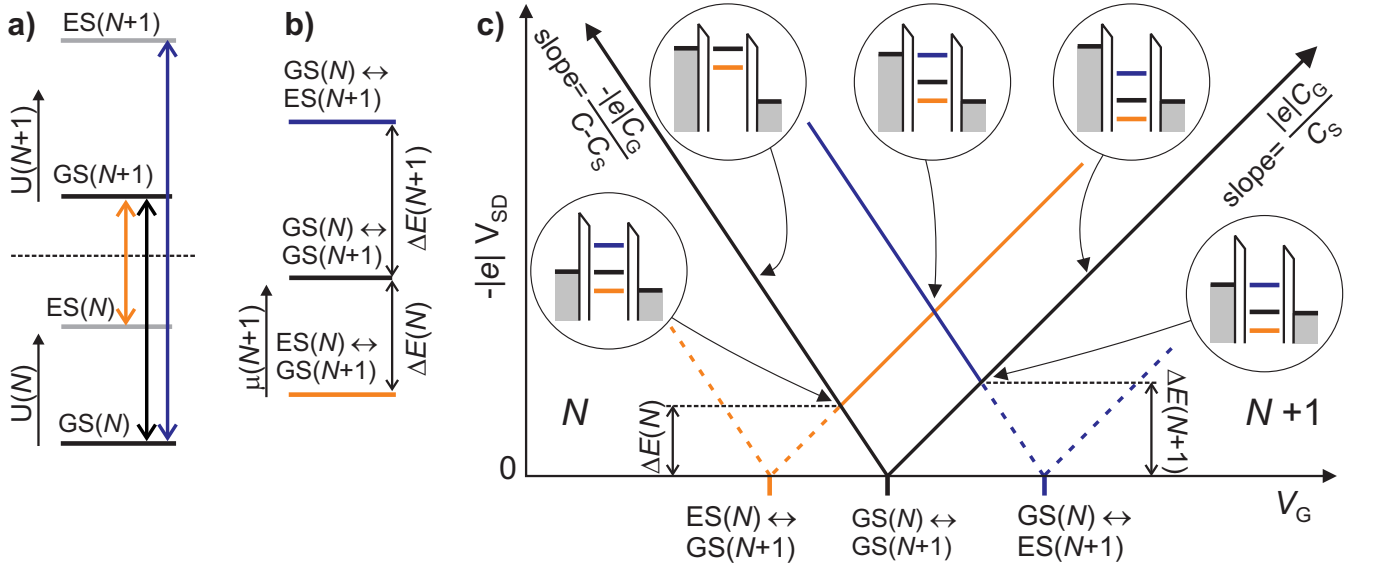 a)
ES(N+1)
U(N+1)
GS(N+1)
ES(N)
U(N)
GS(N)
b)
GS(N) ↔
ES(N+1)
ΔE(N+1)
GS(N) ↔
GS(N+1)
μ(N+1)
ΔE(N)
ES(N) ↔
GS(N+1)
c)
-|e| V_SD
slope= -|e|C_G / C-C_S
slope= |e|C_G / C_S
N
N +1
ΔE(N)
ΔE(N+1)
0
V_G
ES(N) ↔
GS(N+1)
GS(N) ↔
GS(N+1)
GS(N) ↔
ES(N+1)